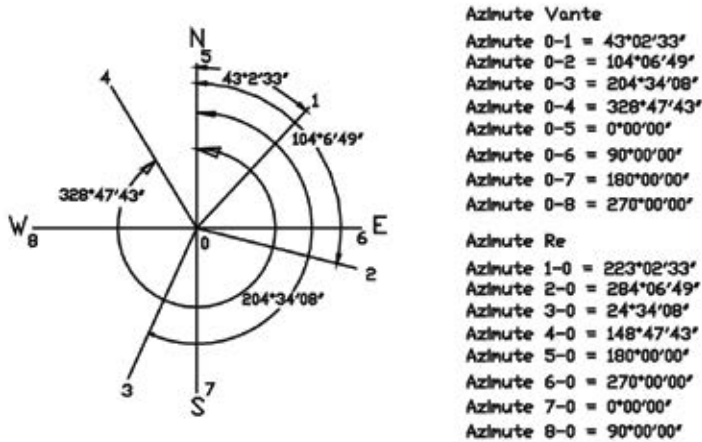 N
5
43°2'33"
4
1
104°6'49"
328°47'43"
W
8
0
6
E
2
204°34'08"
3
7
S
Azimute Vante
Azimute 0-1 = 43°02'33"
Azimute 0-2 = 104°06'49"
Azimute 0-3 = 204°34'08"
Azimute 0-4 = 328°47'43"
Azimute 0-5 = 0°00'00"
Azimute 0-6 = 90°00'00"
Azimute 0-7 = 180°00'00"
Azimute 0-8 = 270°00'00"
Azimute Re
Azimute 1-0 = 223°02'33"
Azimute 2-0 = 284°06'49"
Azimute 3-0 = 24°34'08"
Azimute 4-0 = 148°47'43"
Azimute 5-0 = 180°00'00"
Azimute 6-0 = 270°00'00"
Azimute 7-0 = 0°00'00"
Azimute 8-0 = 90°00'00"